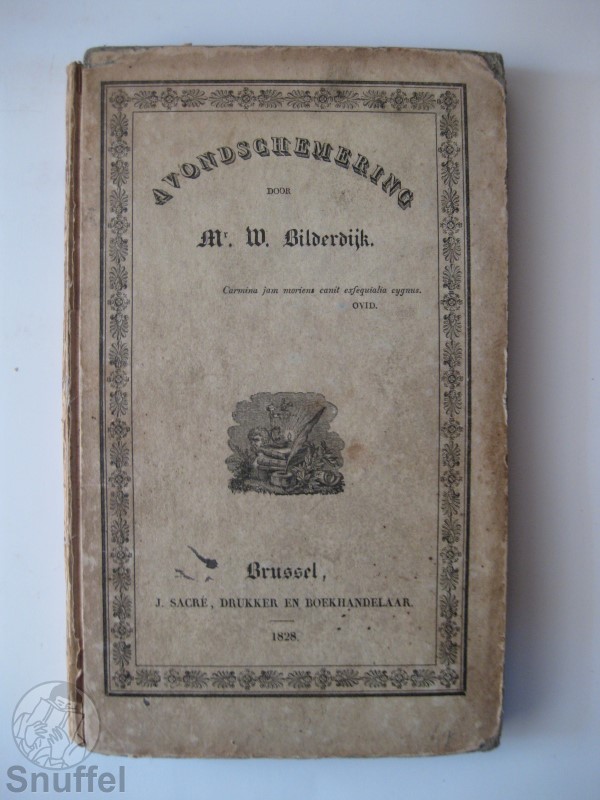 AVONDSCHEMERING
DOOR
Mr. W. Bilderdijk.
Carmina jam moriens canit exsequialia cygnus.
OVID.
Brussel,
J. SACRÉ, DRUKKER EN BOEKHANDELAAR.
1828.
Snuffel